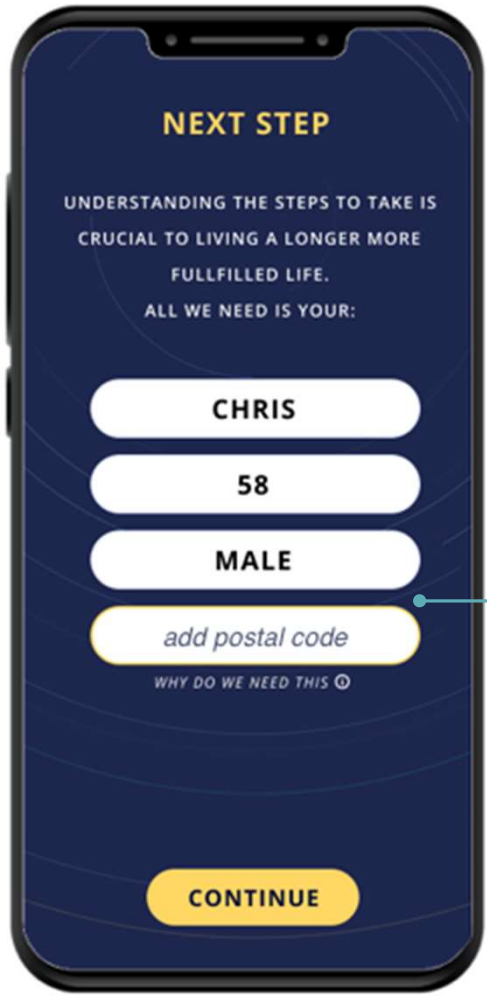 NEXT STEP
UNDERSTANDING THE STEPS TO TAKE IS
CRUCIAL TO LIVING A LONGER MORE
FULLFILLED LIFE.
ALL WE NEED IS YOUR:
CHRIS
58
MALE
add postal code
WHY DO WE NEED THIS
CONTINUE